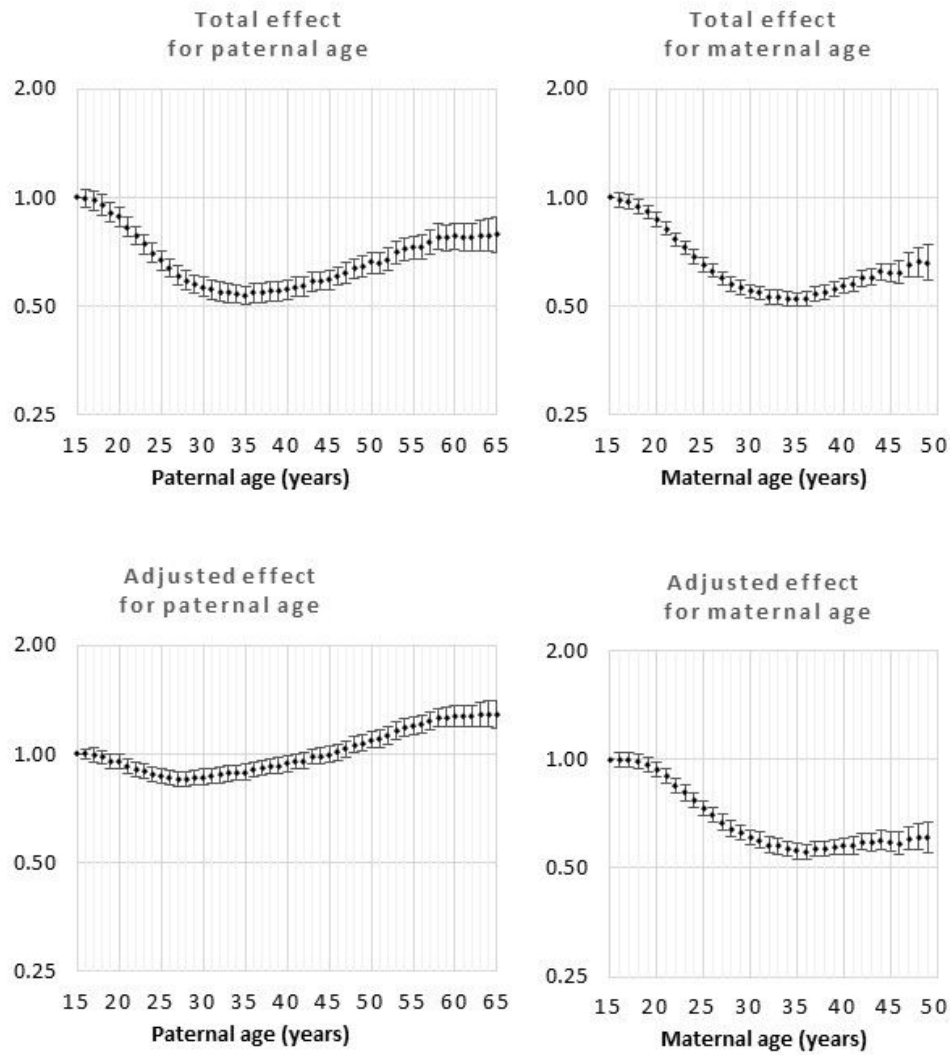 Total effect
for paternal age
2.00
1.00
0.50
0.25
15 20 25 30 35 40 45 50 55 60 65
Paternal age (years)
Total effect
for maternal age
2.00
1.00
0.50
0.25
15 20 25 30 35 40 45 50
Maternal age (years)
Adjusted effect
for paternal age
2.00
1.00
0.50
0.25
15 20 25 30 35 40 45 50 55 60 65
Paternal age (years)
Adjusted effect
for maternal age
2.00
1.00
0.50
0.25
15 20 25 30 35 40 45 50
Maternal age (years)